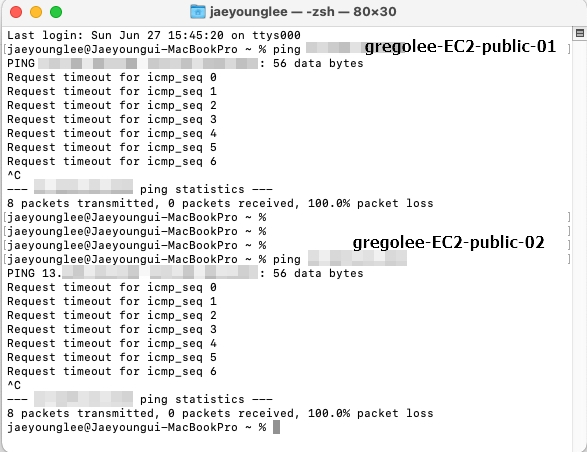 jaeyounglee — -zsh — 80×30
Last login: Sun Jun 27 15:45:20 on ttys000
[jaeyounglee@Jaeyoungui-MacBookPro ~ % ping gregolee-EC2-public-01 ]
PING : 56 data bytes
Request timeout for icmp_seq 0
Request timeout for icmp_seq 1
Request timeout for icmp_seq 2
Request timeout for icmp_seq 3
Request timeout for icmp_seq 4
Request timeout for icmp_seq 5
Request timeout for icmp_seq 6
^C
--- ping statistics ---
8 packets transmitted, 0 packets received, 100.0% packet loss
[jaeyounglee@Jaeyoungui-MacBookPro ~ % ]
[jaeyounglee@Jaeyoungui-MacBookPro ~ % ]
[jaeyounglee@Jaeyoungui-MacBookPro ~ % ]
gregolee-EC2-public-02
[jaeyounglee@Jaeyoungui-MacBookPro ~ % ping ]
PING 13. : 56 data bytes
Request timeout for icmp_seq 0
Request timeout for icmp_seq 1
Request timeout for icmp_seq 2
Request timeout for icmp_seq 3
Request timeout for icmp_seq 4
Request timeout for icmp_seq 5
Request timeout for icmp_seq 6
^C
--- ping statistics ---
8 packets transmitted, 0 packets received, 100.0% packet loss
jaeyounglee@Jaeyoungui-MacBookPro ~ %